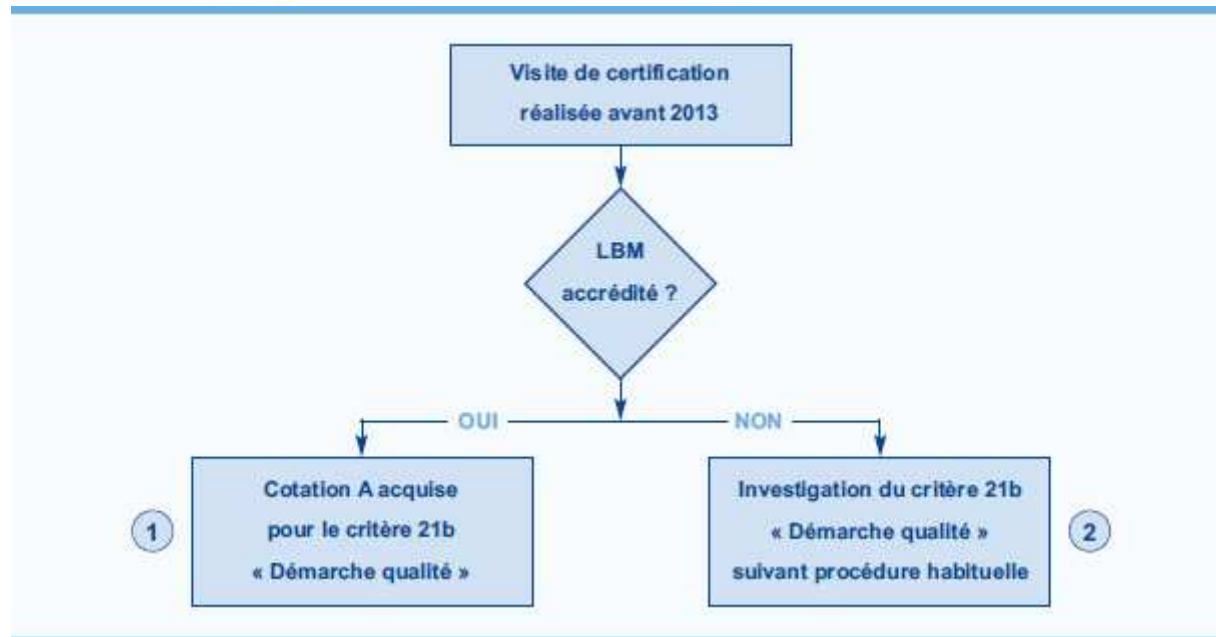 Visite de certification
réalisée avant 2013
LBM
accrédité ?
OUI
NON
1
Cotation A acquise
pour le critère 21b
« Démarche qualité »
Investigation du critère 21b
« Démarche qualité »
suivant procédure habituelle
2